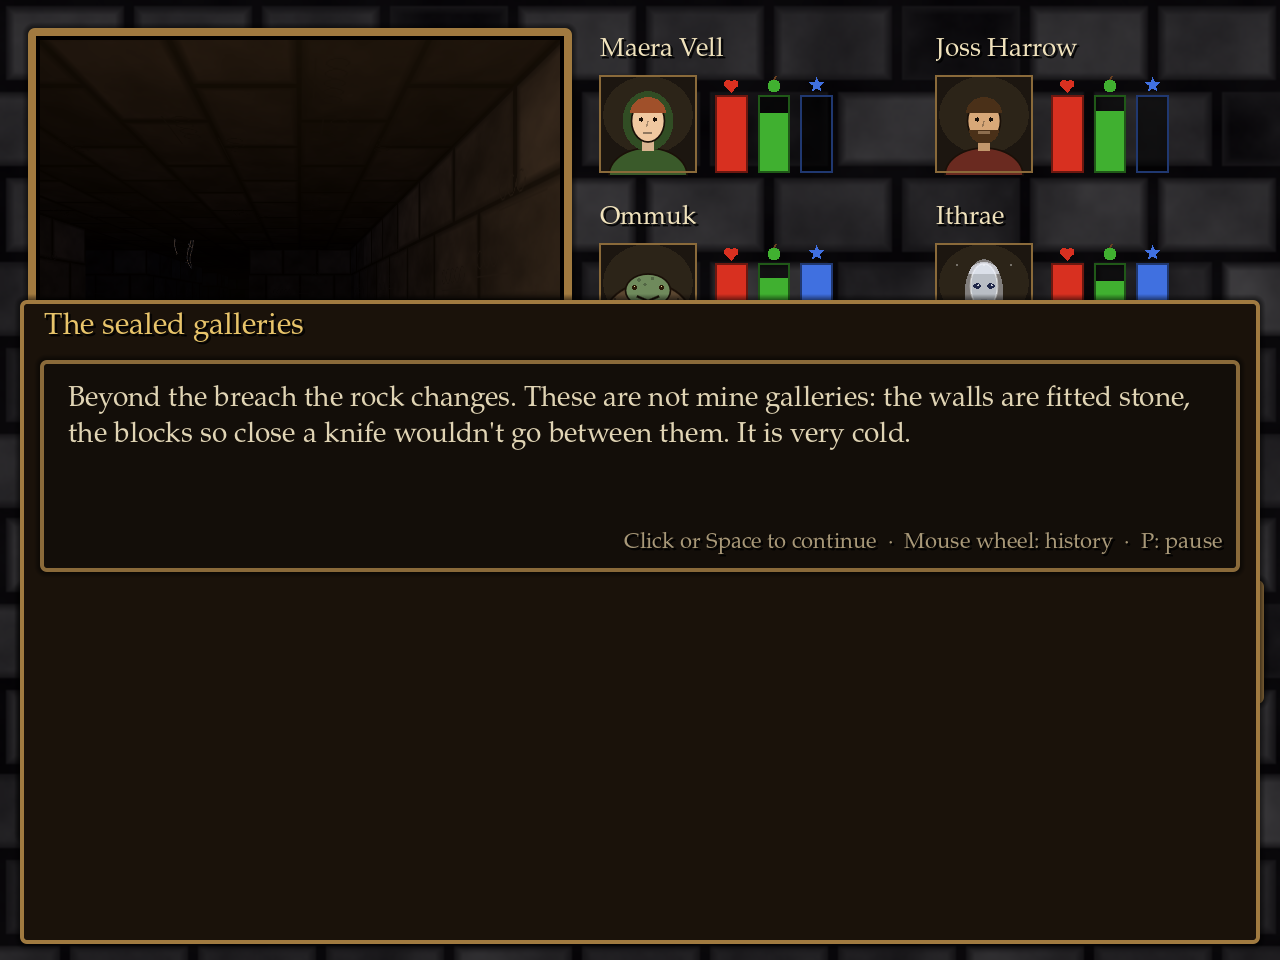 Maera Vell
Joss Harrow
Ommuk
Ithrae
The sealed galleries
Beyond the breach the rock changes. These are not mine galleries: the walls are fitted stone,
the blocks so close a knife wouldn't go between them. It is very cold.
Click or Space to continue · Mouse wheel: history · P: pause